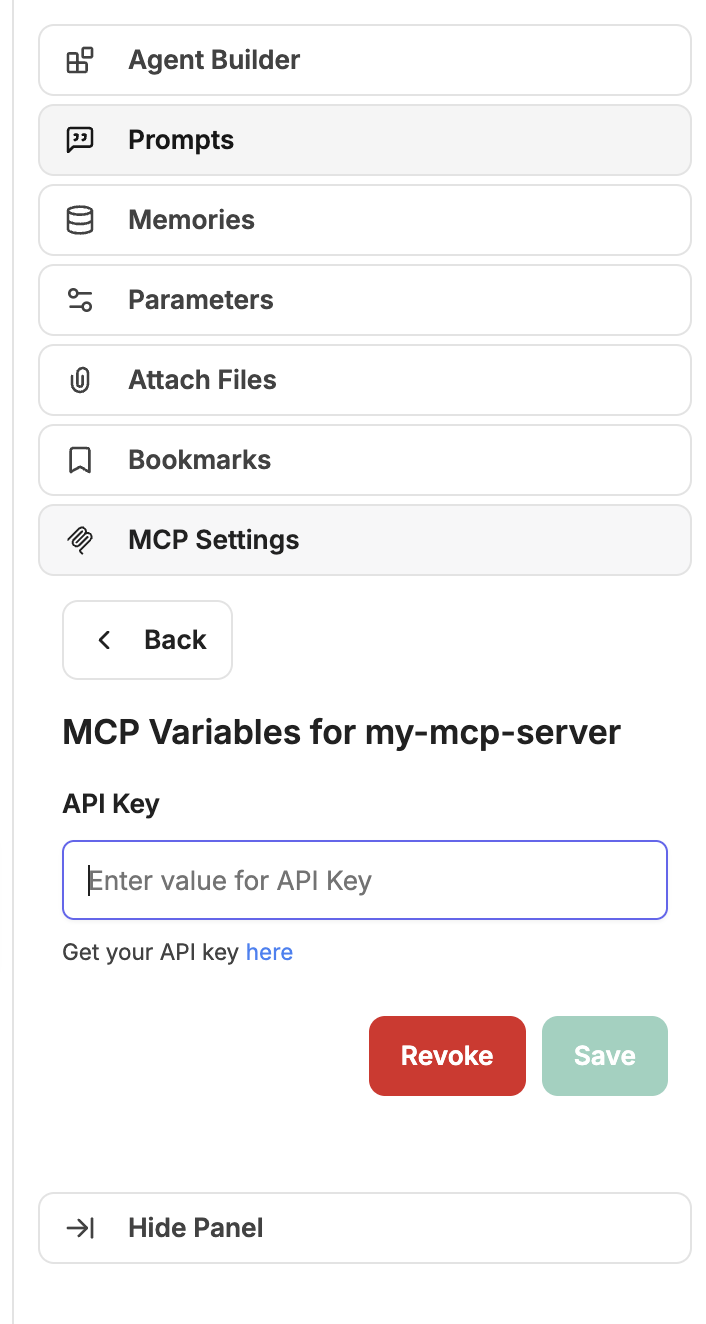 Agent Builder
Prompts
Memories
Parameters
Attach Files
Bookmarks
MCP Settings
Back
MCP Variables for my-mcp-server
API Key
Enter value for API Key
Get your API key here
Revoke Save
Hide Panel